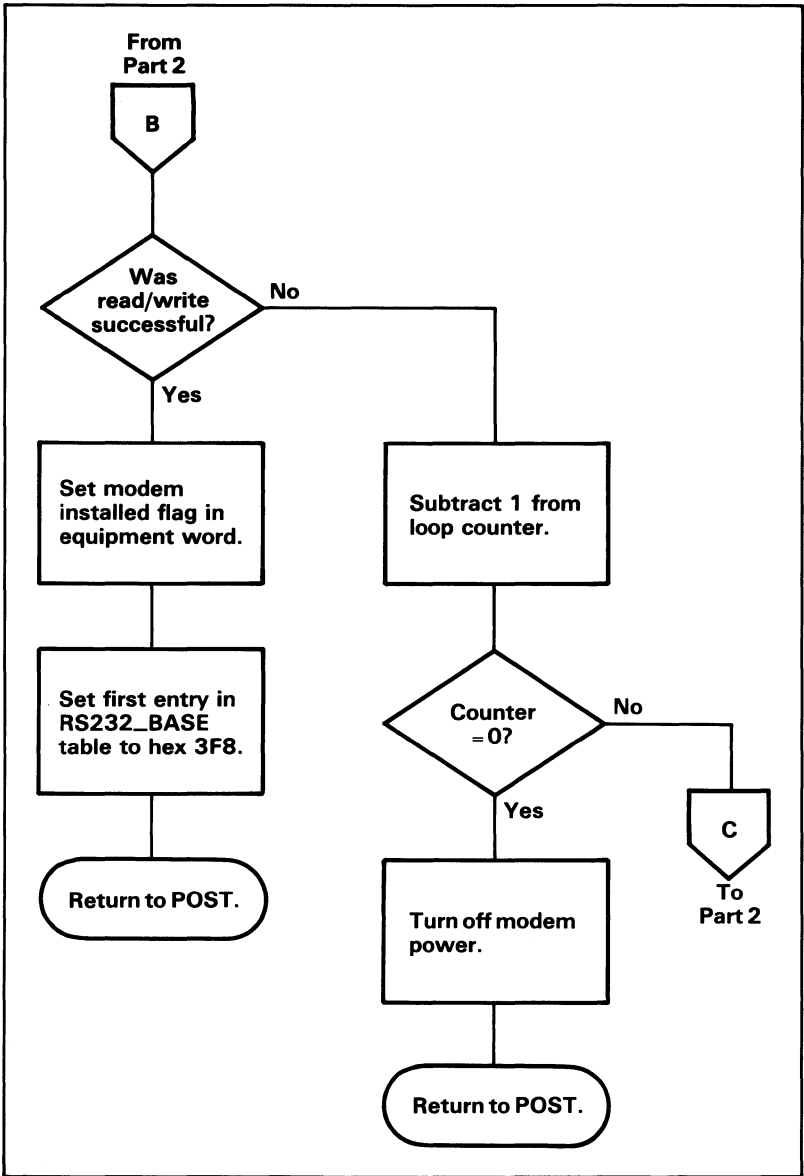 From
Part 2
B
Was
read/write
successful?
No
Yes
Set modem
installed flag in
equipment word.
Subtract 1 from
loop counter.
Set first entry in
RS232_BASE
table to hex 3F8.
Counter
=0?
No
Yes
C
To
Part 2
Return to POST.
Turn off modem
power.
Return to POST.